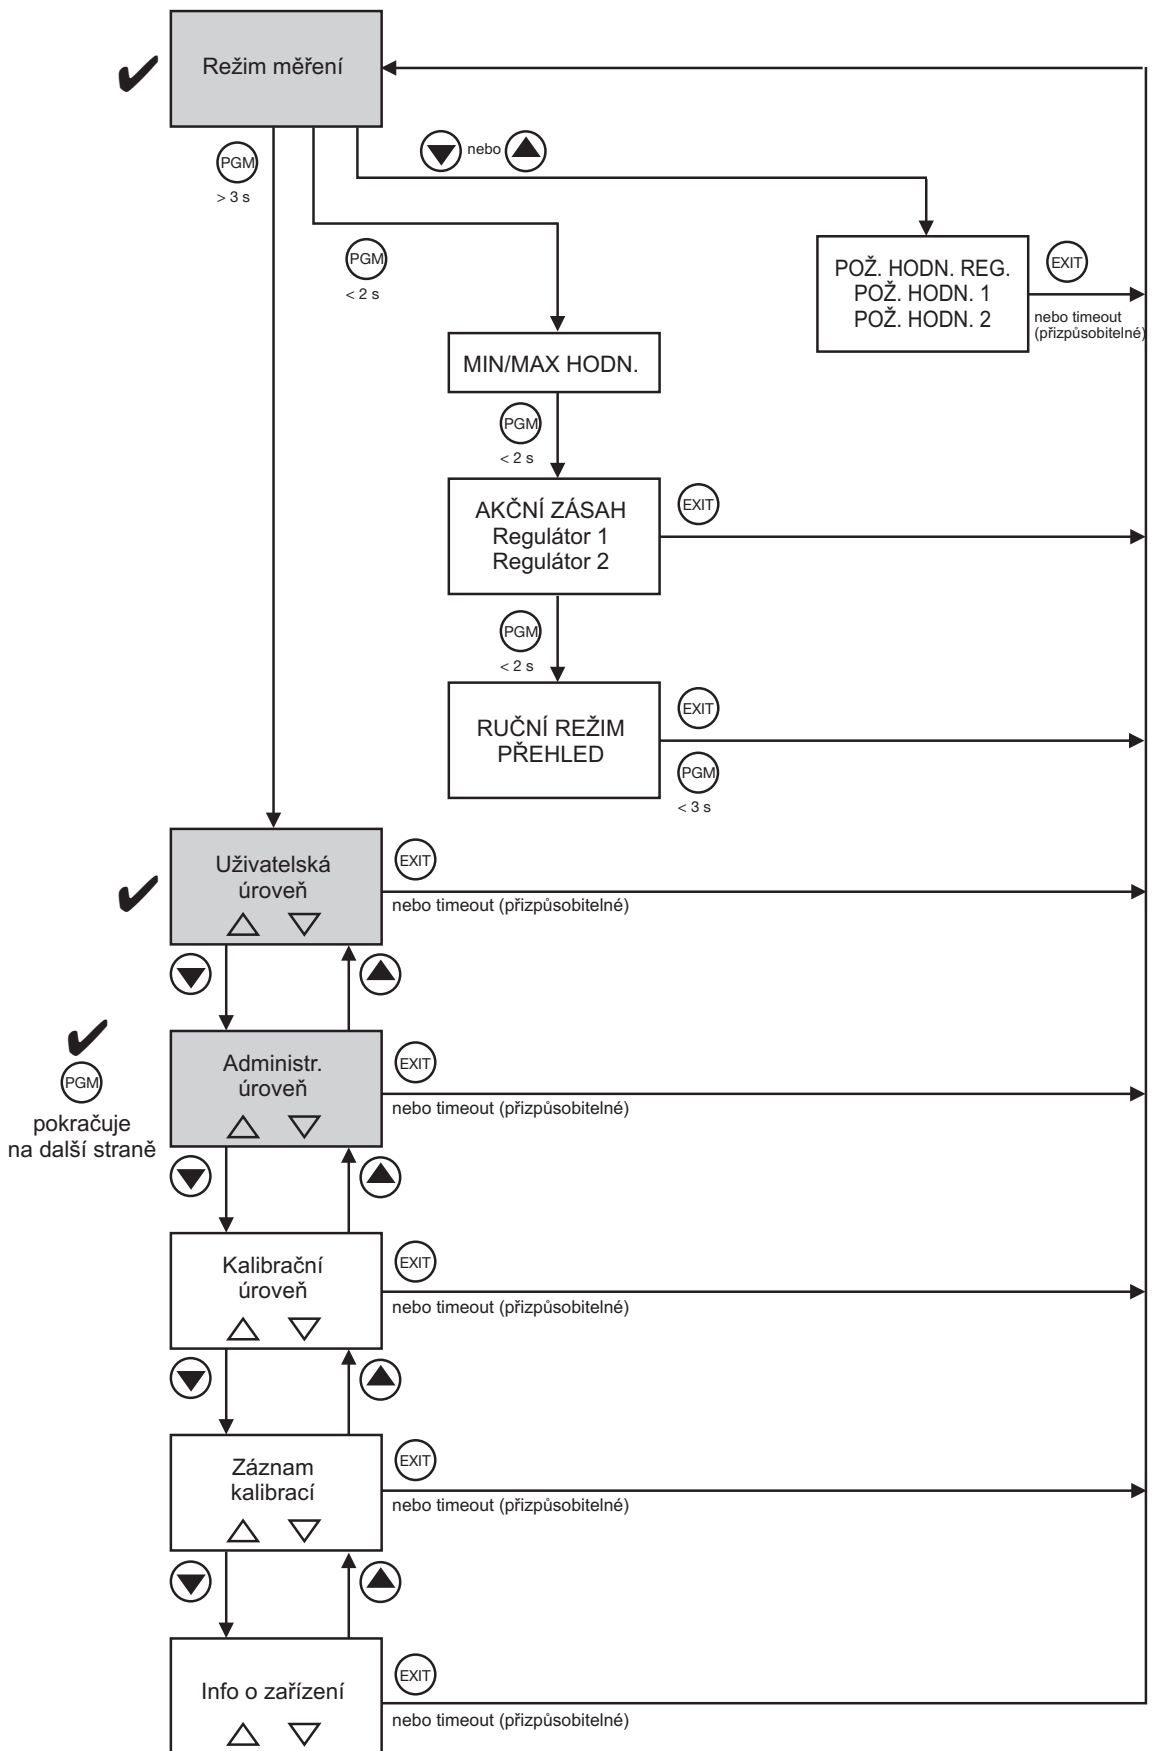 Režim měření
nebo
PGM
> 3 s
PGM
< 2 s
POŽ. HODN. REG.
POŽ. HODN. 1
POŽ. HODN. 2
EXIT
nebo timeout
(přizpůsobitelné)
MIN/MAX HODN.
PGM
< 2 s
AKČNÍ ZÁSAH
Regulátor 1
Regulátor 2
EXIT
PGM
< 2 s
RUČNÍ REŽIM
PŘEHLED
EXIT
PGM
< 3 s
Uživatelská
úroveň
EXIT
nebo timeout (přizpůsobitelné)
PGM
pokračuje
na další straně
Administr.
úroveň
EXIT
nebo timeout (přizpůsobitelné)
Kalibrační
úroveň
EXIT
nebo timeout (přizpůsobitelné)
Záznam
kalibrací
EXIT
nebo timeout (přizpůsobitelné)
Info o zařízení
EXIT
nebo timeout (přizpůsobitelné)